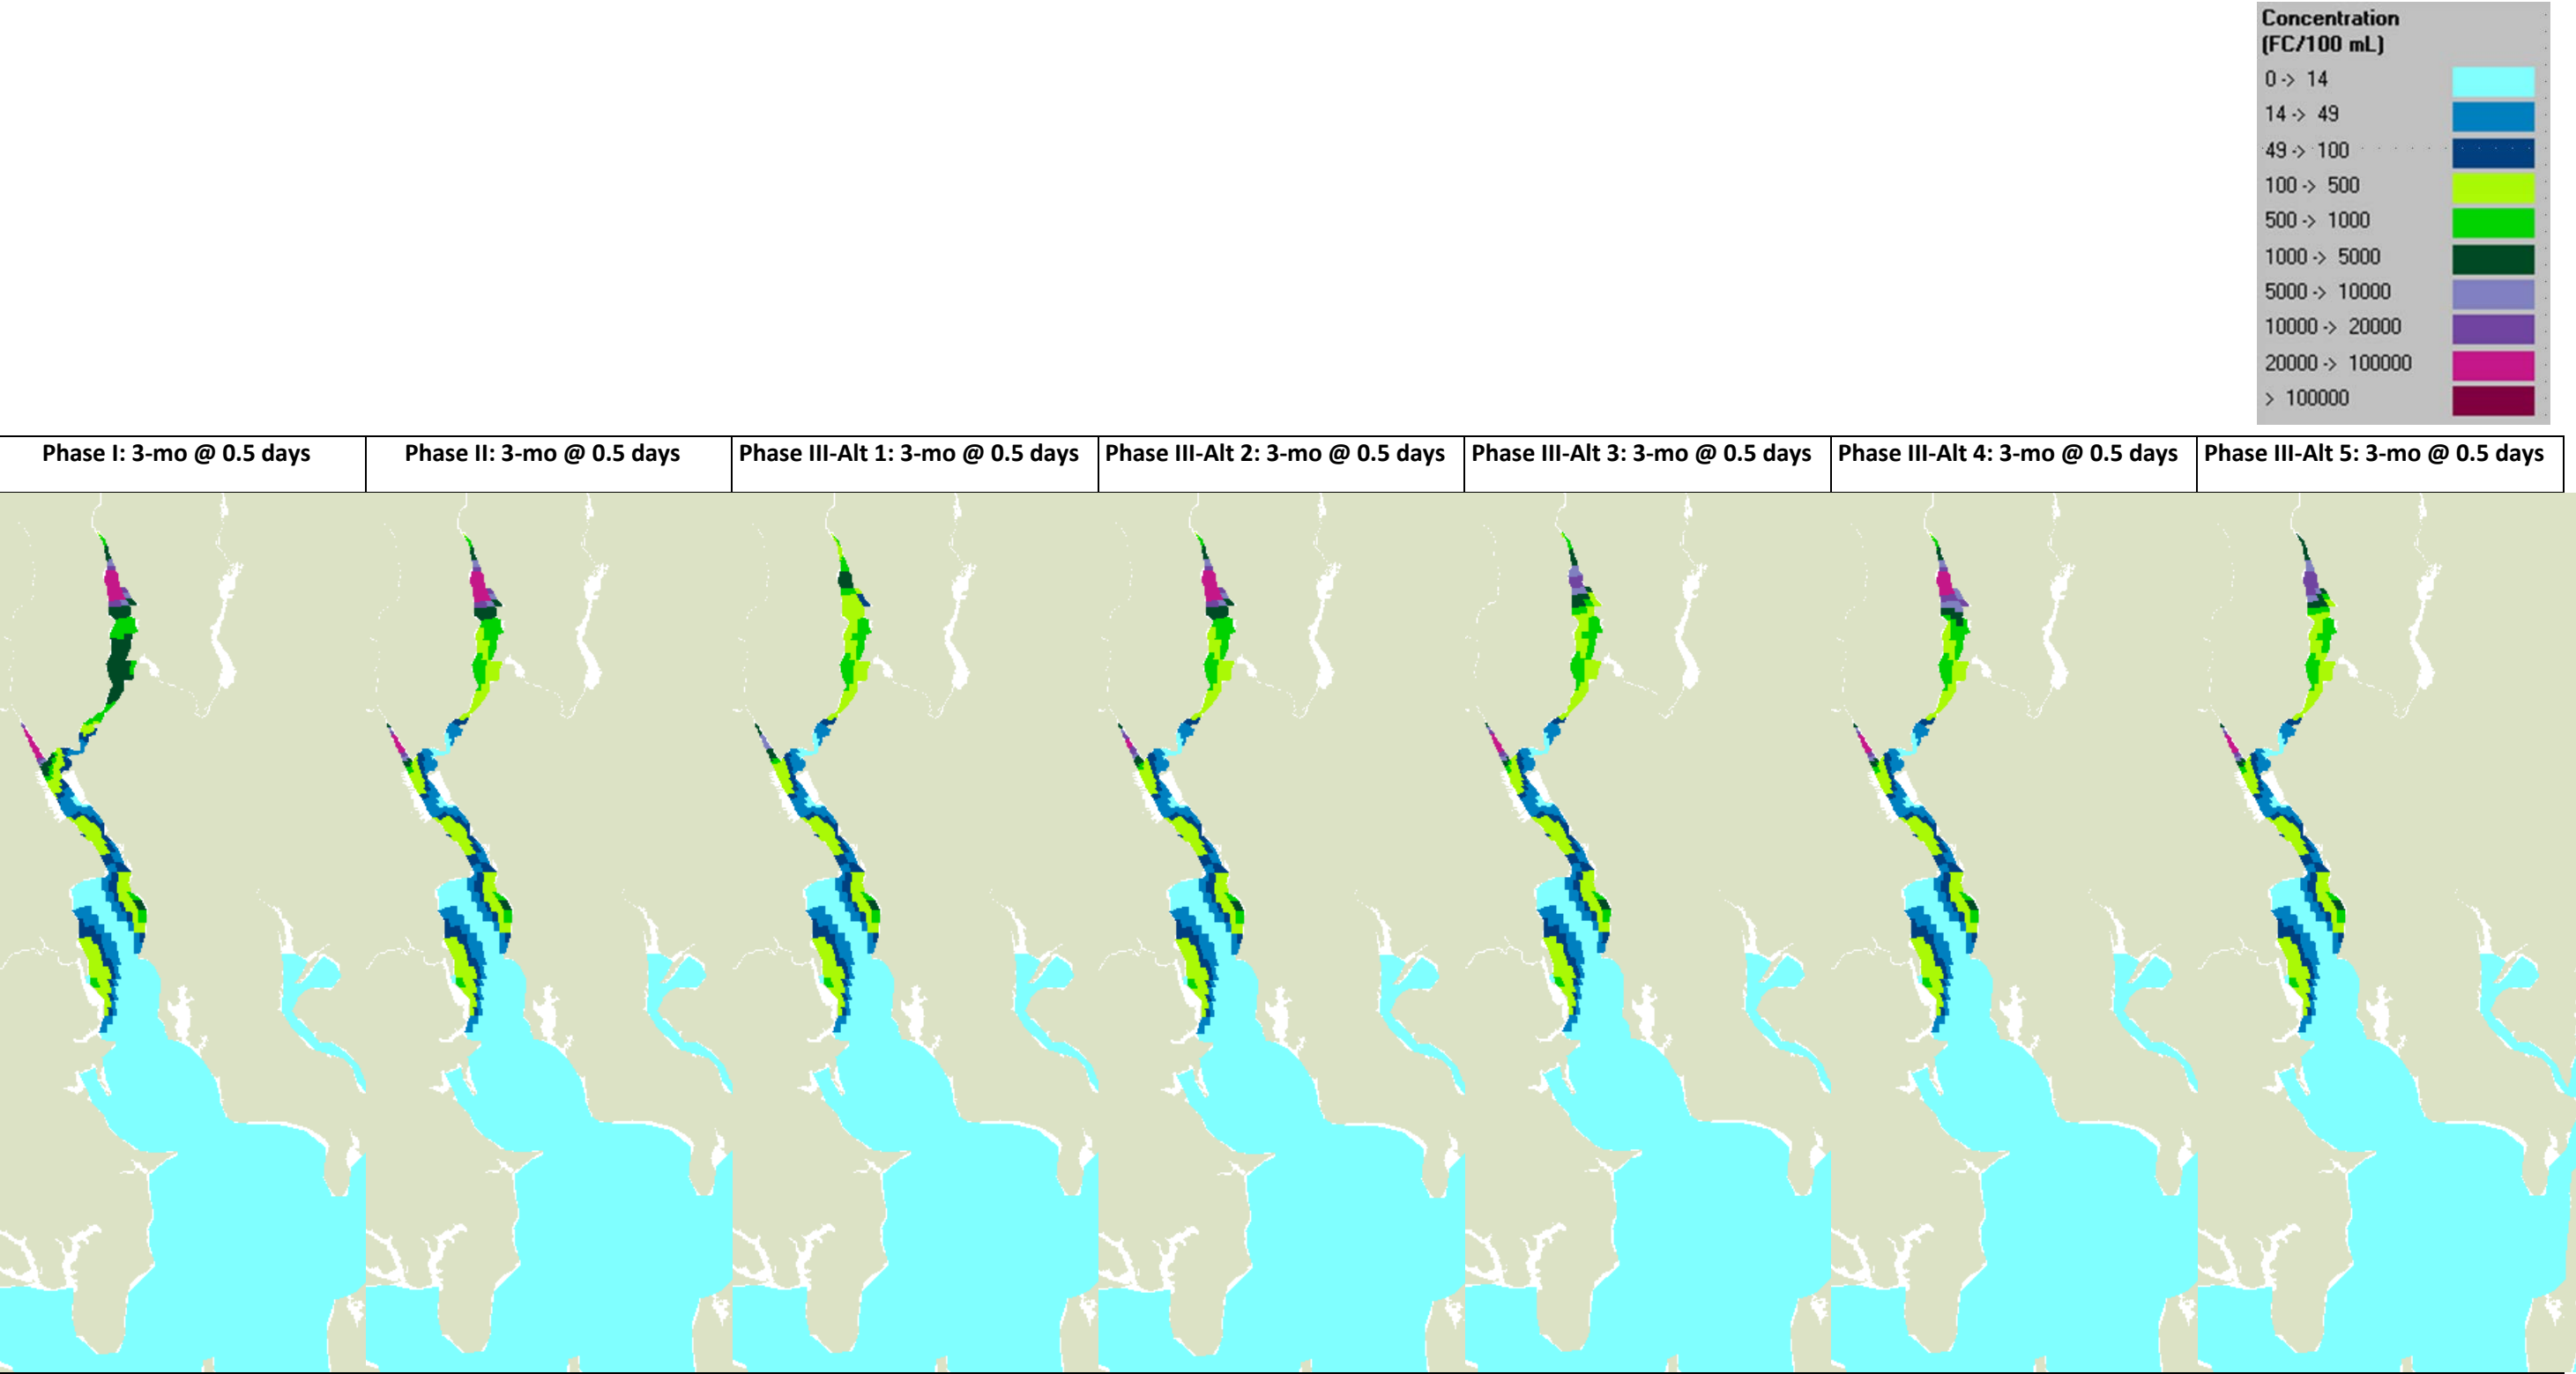 Concentration
(FC/100 mL)
0 -> 14
14 -> 49
49 -> 100
100 -> 500
500 -> 1000
1000 -> 5000
5000 -> 10000
10000 -> 20000
20000 -> 100000
> 100000
Phase I: 3-mo @ 0.5 days
Phase II: 3-mo @ 0.5 days
Phase III-Alt 1: 3-mo @ 0.5 days
Phase III-Alt 2: 3-mo @ 0.5 days
Phase III-Alt 3: 3-mo @ 0.5 days
Phase III-Alt 4: 3-mo @ 0.5 days
Phase III-Alt 5: 3-mo @ 0.5 days